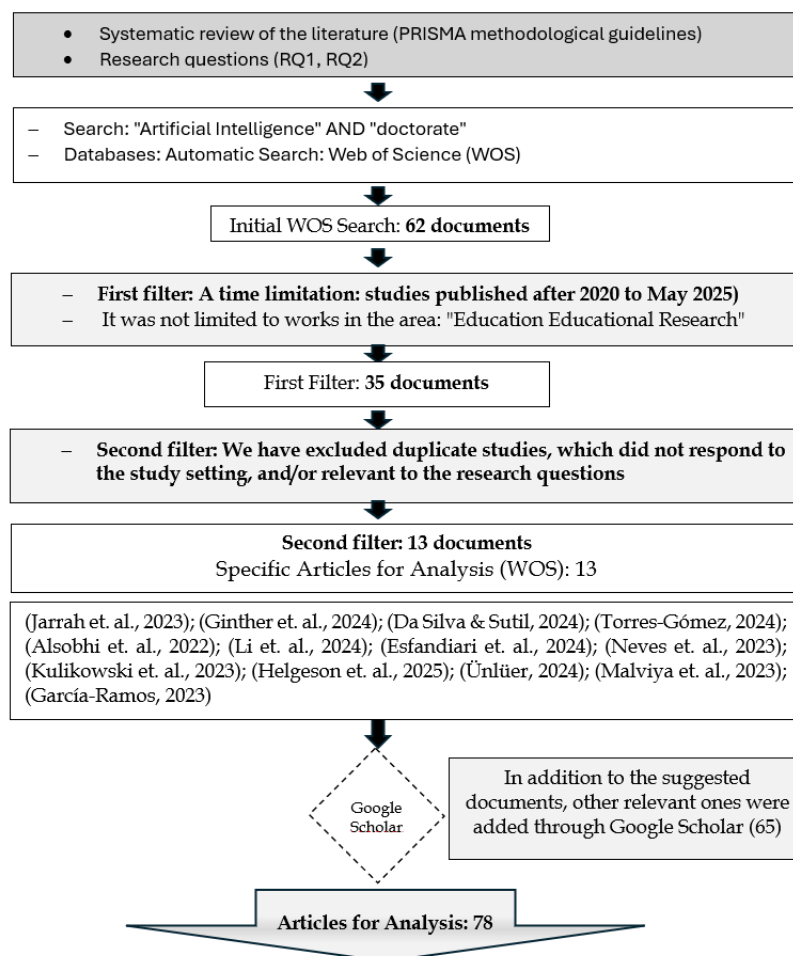 • Systematic review of the literature (PRISMA methodological guidelines)
• Research questions (RQ1, RQ2)
– Search: "Artificial Intelligence" AND "doctorate"
– Databases: Automatic Search: Web of Science (WOS)
Initial WOS Search: 62 documents
– First filter: A time limitation: studies published after 2020 to May 2025)
– It was not limited to works in the area: "Education Educational Research"
First Filter: 35 documents
– Second filter: We have excluded duplicate studies, which did not respond to
the study setting, and/or relevant to the research questions
Second filter: 13 documents
Specific Articles for Analysis (WOS): 13
(Jarrah et. al., 2023); (Ginther et. al., 2024); (Da Silva & Sutil, 2024); (Torres-Gómez, 2024);
(Alsobhi et. al., 2022); (Li et. al., 2024); (Esfandiari et. al., 2024); (Neves et. al., 2023);
(Kulikowski et. al., 2023); (Helgeson et. al., 2025); (Ünlüer, 2024); (Malviya et. al., 2023);
(García-Ramos, 2023)
Google
Scholar
In addition to the suggested
documents, other relevant ones were
added through Google Scholar (65)
Articles for Analysis: 78